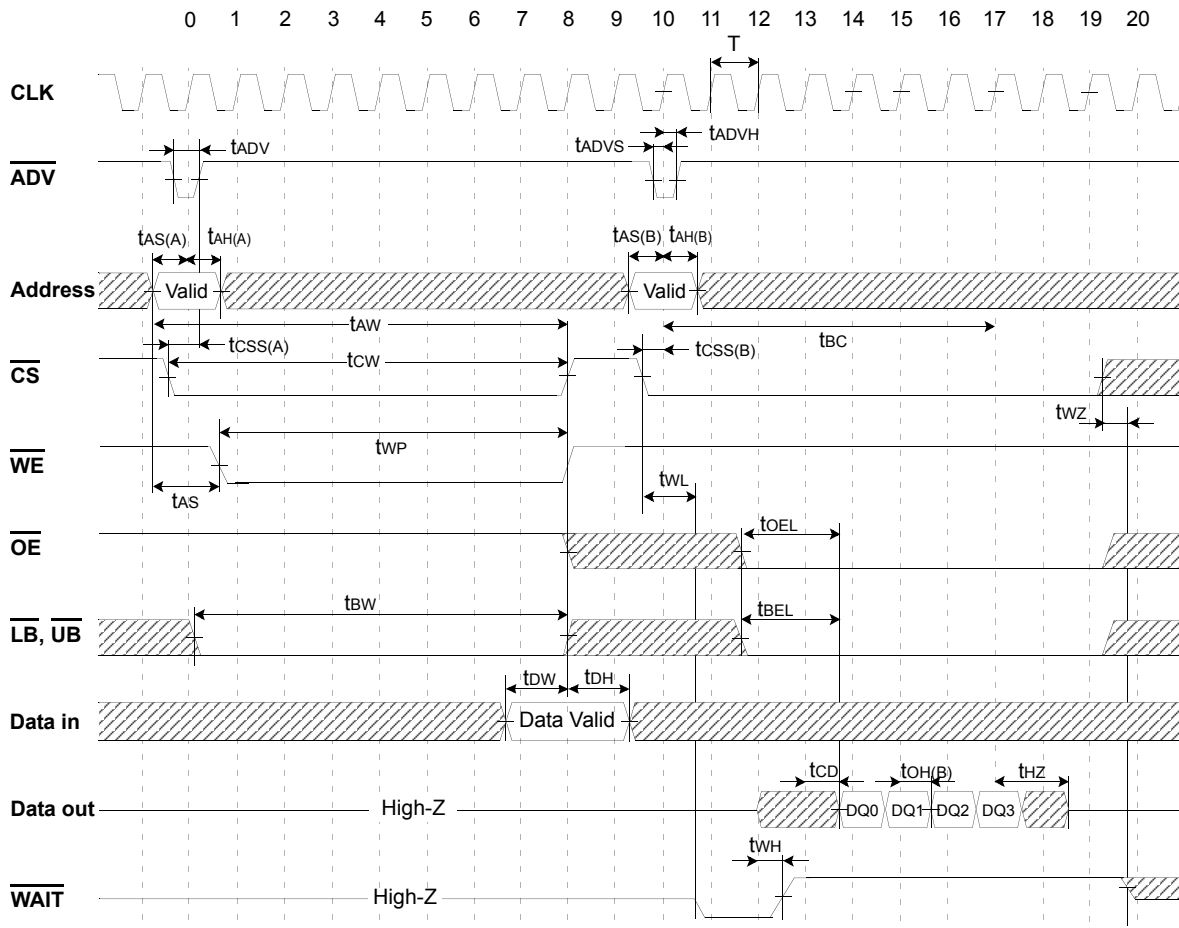 0 1 2 3 4 5 6 7 8 9 10 11 12 13 14 15 16 17 18 19 20
T
CLK
tADV
tADVH
tADVS
ADV
tAS(A) tAH(A)
tAS(B) tAH(B)
Address
Valid
Valid
tAW
tBC
tCSS(A)
tCSS(B)
tCW
CS
tWZ
tWP
WE
tWL
tAS
tOEL
OE
tBW
tBEL
LB, UB
tDW tDH
Data in
Data Valid
tCD tOH(B) tHZ
Data out
High-Z
DQ0 DQ1 DQ2 DQ3
tWH
WAIT
High-Z